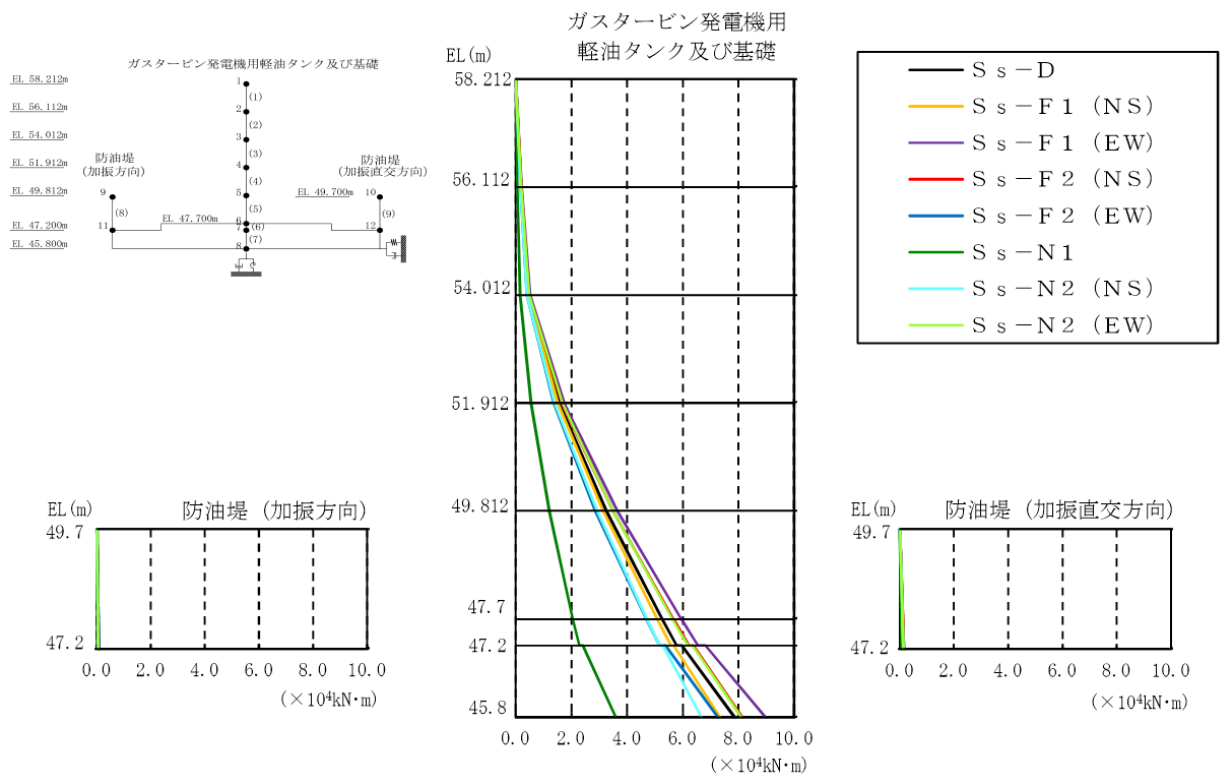 ガスタービン発電機用軽油タンク及び基礎
EL 58.212m
EL 56.112m
EL 54.012m
EL 51.912m
EL 49.812m
EL 47.200m
EL 45.800m
防油堤
(加振方向)
防油堤
(加振直交方向)
EL 49.700m
EL 47.700m
1
(1)
2
(2)
3
(3)
4
(4)
5
(5)
6
(6)
7
(7)
8
9
(8)
11
10
(9)
12
ガスタービン発電機用
軽油タンク及び基礎
EL(m)
58.212
56.112
54.012
51.912
49.812
47.7
47.2
45.8
0.0 2.0 4.0 6.0 8.0 10.0
(×10⁴kN・m)
Ｓｓ－Ｄ
Ｓｓ－Ｆ１ (NS)
Ｓｓ－Ｆ１ (EW)
Ｓｓ－Ｆ２ (NS)
Ｓｓ－Ｆ２ (EW)
Ｓｓ－Ｎ１
Ｓｓ－Ｎ２ (NS)
Ｓｓ－Ｎ２ (EW)
EL(m) 防油堤 (加振方向)
49.7
47.2
0.0 2.0 4.0 6.0 8.0 10.0
(×10⁴kN・m)
EL(m) 防油堤 (加振直交方向)
49.7
47.2
0.0 2.0 4.0 6.0 8.0 10.0
(×10⁴kN・m)